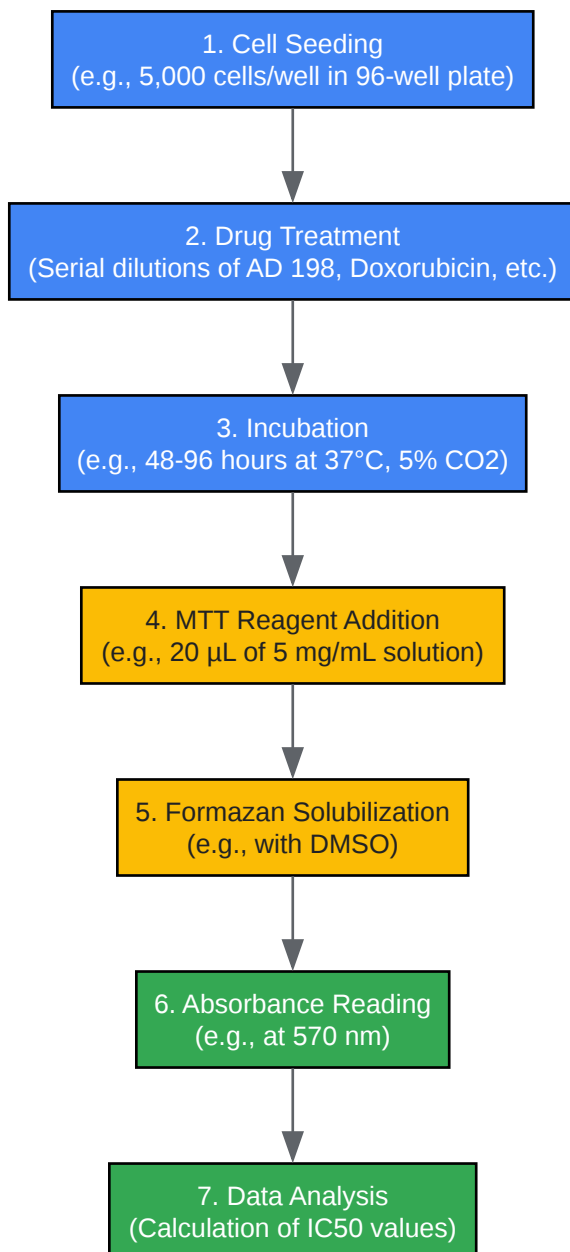 1. Cell Seeding
(e.g., 5,000 cells/well in 96-well plate)
2. Drug Treatment
(Serial dilutions of AD 198, Doxorubicin, etc.)
3. Incubation
(e.g., 48-96 hours at 37°C, 5% CO2)
4. MTT Reagent Addition
(e.g., 20 µL of 5 mg/mL solution)
5. Formazan Solubilization
(e.g., with DMSO)
6. Absorbance Reading
(e.g., at 570 nm)
7. Data Analysis
(Calculation of IC50 values)